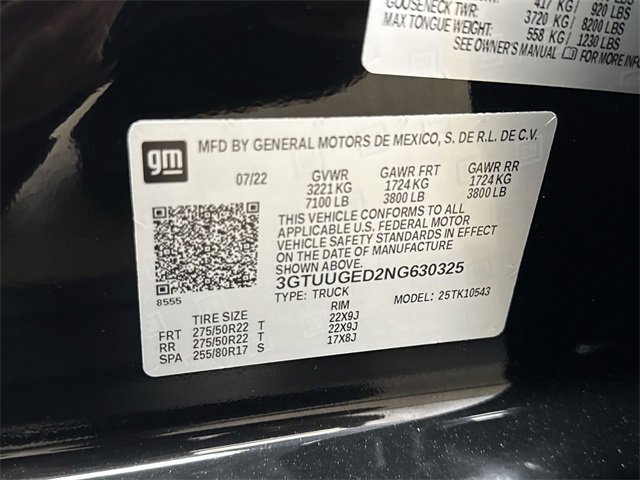 417 KG / 920 LBS
GOOSENECK TWR: 3720 KG / 8200 LBS
MAX TONGUE WEIGHT: 558 KG / 1230 LBS
SEE OWNER'S MANUAL FOR MORE INFO
gm
MFD BY GENERAL MOTORS DE MEXICO, S. DE R.L. DE C.V.
07/22 GVWR GAWR FRT GAWR RR
3221 KG 1724 KG 1724 KG
7100 LB 3800 LB 3800 LB
THIS VEHICLE CONFORMS TO ALL
APPLICABLE U.S. FEDERAL MOTOR
VEHICLE SAFETY STANDARDS IN EFFECT
ON THE DATE OF MANUFACTURE
SHOWN ABOVE.
3GTUUGED2NG630325
8555
TYPE: TRUCK MODEL: 25TK10543
TIRE SIZE RIM
FRT 275/50R22 T 22X9J
RR 275/50R22 T 22X9J
SPA 255/80R17 S 17X8J